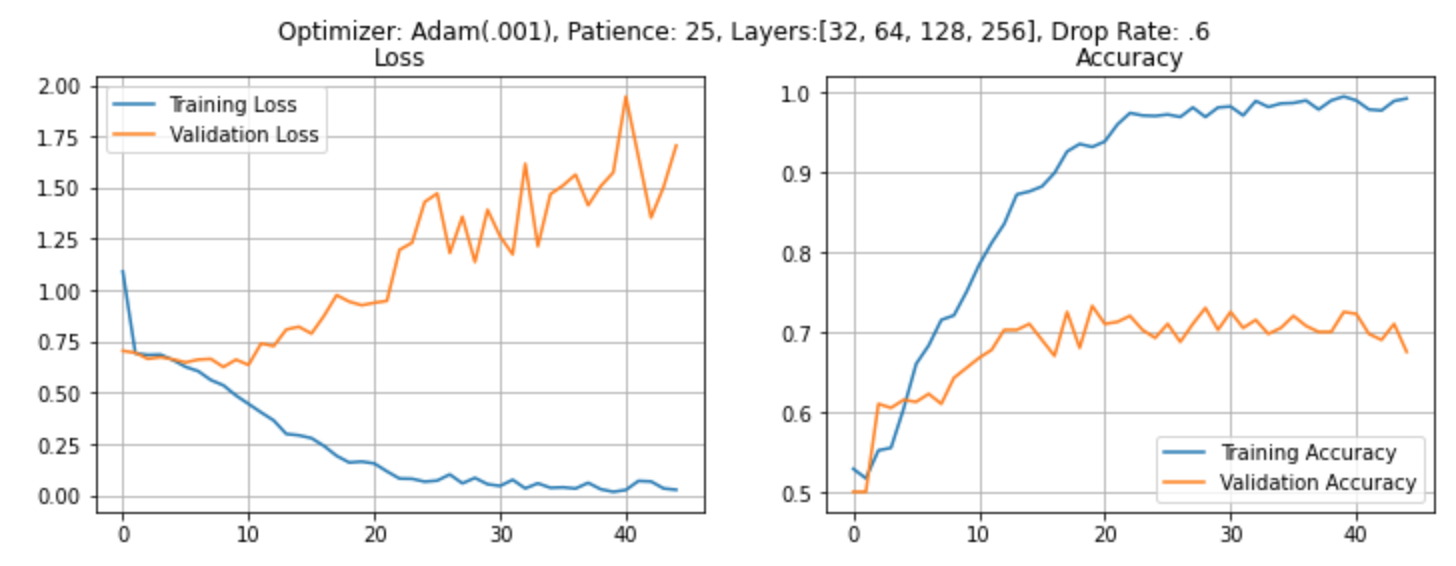 Optimizer: Adam(.001), Patience: 25, Layers:[32, 64, 128, 256], Drop Rate: .6
Loss
2.00
1.75
1.50
1.25
1.00
0.75
0.50
0.25
0.00
0 10 20 30 40
Training Loss
Validation Loss
Accuracy
1.0
0.9
0.8
0.7
0.6
0.5
0 10 20 30 40
Training Accuracy
Validation Accuracy